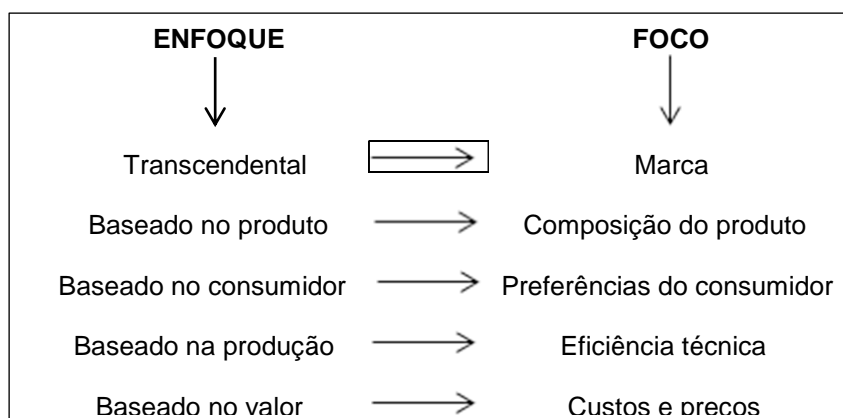 ENFOQUE FOCO
Transcendental Marca
Baseado no produto Composição do produto
Baseado no consumidor Preferências do consumidor
Baseado na produção Eficiência técnica
Baseado no valor Custos e preços